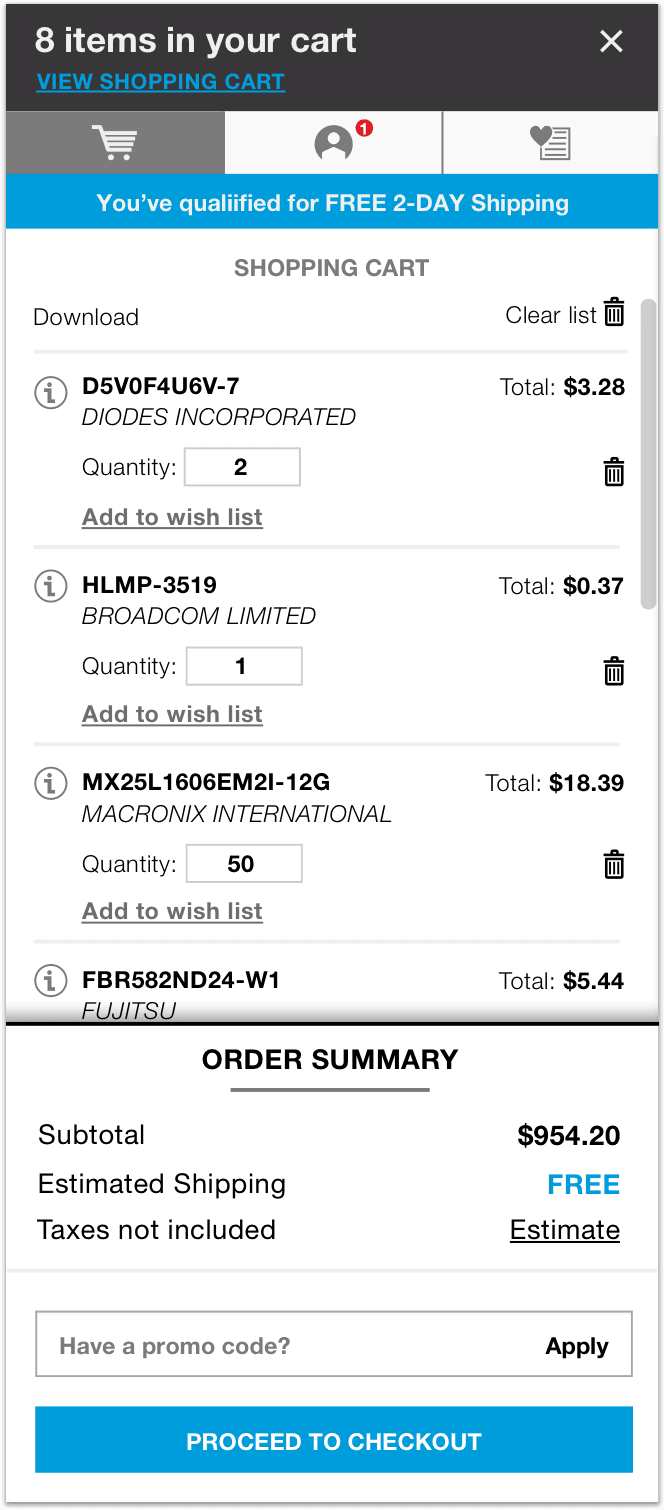 8 items in your cart
VIEW SHOPPING CART
1
You’ve qualiified for FREE 2-DAY Shipping
SHOPPING CART
Download Clear list
D5V0F4U6V-7 Total: $3.28
DIODES INCORPORATED
Quantity: 2
Add to wish list
HLMP-3519 Total: $0.37
BROADCOM LIMITED
Quantity: 1
Add to wish list
MX25L1606EM2I-12G Total: $18.39
MACRONIX INTERNATIONAL
Quantity: 50
Add to wish list
FBR582ND24-W1 Total: $5.44
FUJITSU
ORDER SUMMARY
Subtotal $954.20
Estimated Shipping FREE
Taxes not included Estimate
Have a promo code? Apply
PROCEED TO CHECKOUT